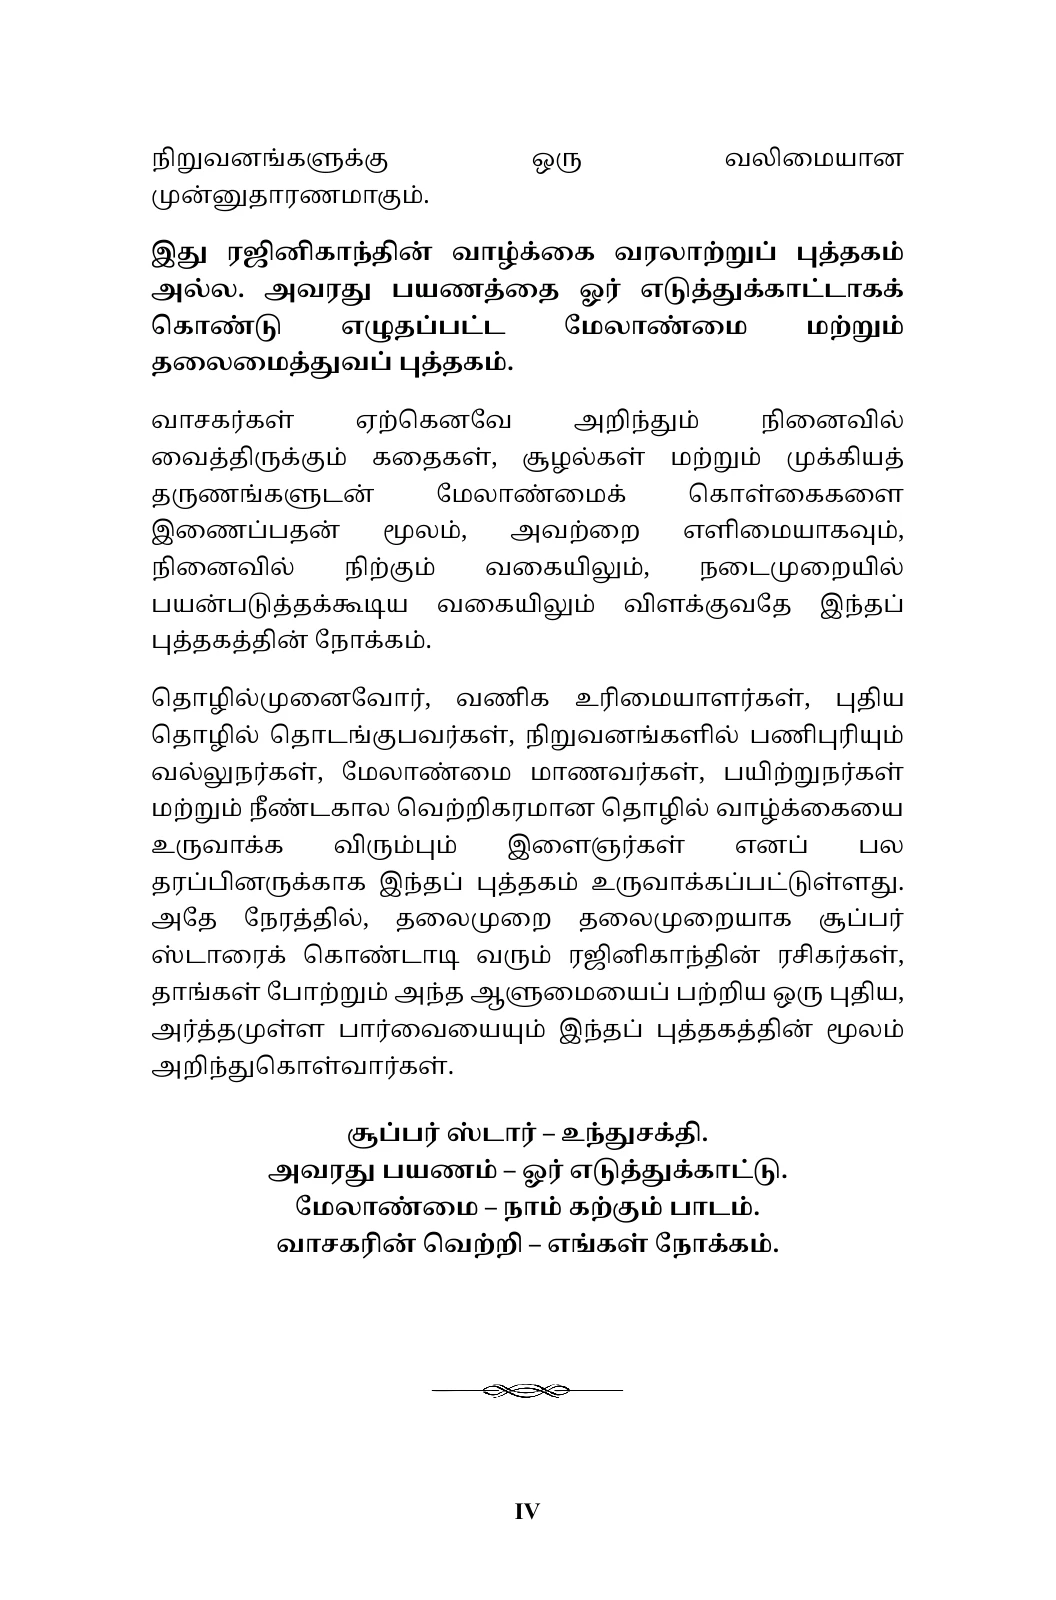 நிறுவனங்களுக்கு ஒரு வலிமையான
முன்னுதாரணமாகும்.
இது ரஜினிகாந்தின் வாழ்க்கை வரலாற்றுப் புத்தகம்
அல்ல. அவரது பயணத்தை ஓர் எடுத்துக்காட்டாகக்
கொண்டு எழுதப்பட்ட மேலாண்மை மற்றும்
தலைமைத்துவப் புத்தகம்.
வாசகர்கள் ஏற்கெனவே அறிந்தும் நினைவில்
வைத்திருக்கும் கதைகள், சூழல்கள் மற்றும் முக்கியத்
தருணங்களுடன் மேலாண்மைக் கொள்கைகளை
இணைப்பதன் மூலம், அவற்றை எளிமையாகவும்,
நினைவில் நிற்கும் வகையிலும், நடைமுறையில்
பயன்படுத்தக்கூடிய வகையிலும் விளக்குவதே இந்தப்
புத்தகத்தின் நோக்கம்.
தொழில்முனைவோர், வணிக உரிமையாளர்கள், புதிய
தொழில் தொடங்குபவர்கள், நிறுவனங்களில் பணிபுரியும்
வல்லுநர்கள், மேலாண்மை மாணவர்கள், பயிற்றுநர்கள்
மற்றும் நீண்டகால வெற்றிகரமான தொழில் வாழ்க்கையை
உருவாக்க விரும்பும் இளைஞர்கள் எனப் பல
தரப்பினருக்காக இந்தப் புத்தகம் உருவாக்கப்பட்டுள்ளது.
அதே நேரத்தில், தலைமுறை தலைமுறையாக சூப்பர்
ஸ்டாரைக் கொண்டாடி வரும் ரஜினிகாந்தின் ரசிகர்கள்,
தாங்கள் போற்றும் அந்த ஆளுமையைப் பற்றிய ஒரு புதிய,
அர்த்தமுள்ள பார்வையையும் இந்தப் புத்தகத்தின் மூலம்
அறிந்துகொள்வார்கள்.
சூப்பர் ஸ்டார் – உந்துசக்தி.
அவரது பயணம் – ஓர் எடுத்துக்காட்டு.
மேலாண்மை – நாம் கற்கும் பாடம்.
வாசகரின் வெற்றி – எங்கள் நோக்கம்.
IV